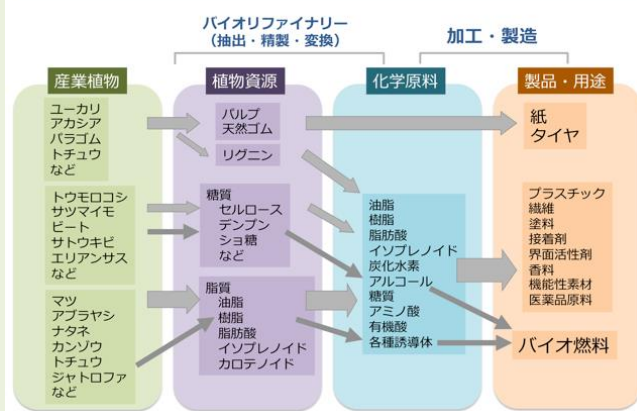 バイオリファイナリー
(抽出・精製・変換)
加工・製造
産業植物
植物資源
化学原料
製品・用途
ユーカリ
アカシア
パラゴム
トチュウ
など
トウモロコシ
サツマイモ
ビート
サトウキビ
エリアンサス
など
マツ
アブラヤシ
ナタネ
カンゾウ
トチュウ
ジャトロファ
など
パルプ
天然ゴム
リグニン
糖質
セルロース
デンプン
ショ糖
など
脂質
油脂
樹脂
脂肪酸
イソプレノイド
カロテノイド
油脂
樹脂
脂肪酸
イソプレノイド
炭化水素
アルコール
糖質
アミノ酸
有機酸
各種誘導体
紙
タイヤ
プラスチック
繊維
塗料
接着剤
界面活性剤
香料
機能性素材
医薬品原料
バイオ燃料